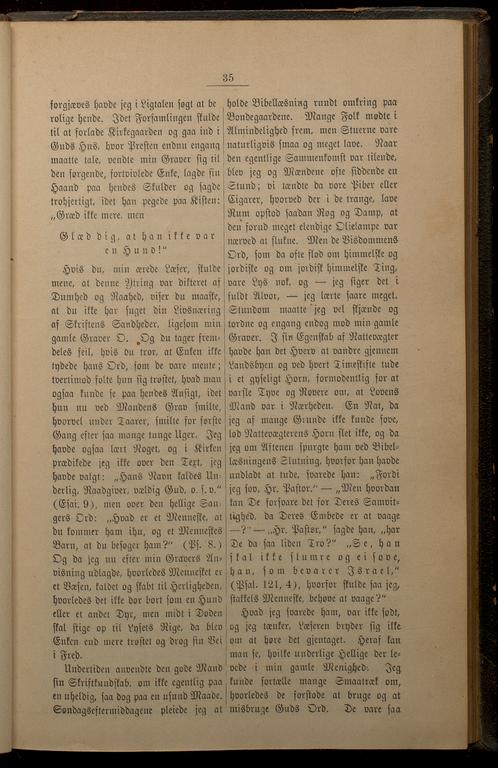 35
forgjæves havde jeg i Ligtalen søgt at be
rolige hende. Idet Forsamlingen skulde
til at forlade Kirkegaarden og gaa ind i
Guds Hus, hvor Presten endnu engang
maatte tale, vendte min Graver sig til
den sørgende, fortvivlede Enke, lagde sin
Haand paa hendes Skulder og sagde
trohjertigt, idet han pegede paa Kisten:
„Græd ikke mere, men
Glæd dig, at han ikke var
en Hund!“
Hvis du, min ærede Læser, skulde
mene, at denne Ytring var dikteret af
Dumhed og Raahed, viser du maaske,
at du ikke har suget din Livsnæring
af Skriftens Sandheder, ligesom min
gamle Graver O. Og du tager frem-
deles feil, hvis du tror, at Enken ikke
tydede hans Ord, som de vare mente;
tvertimod følte hun sig trøstet, hvad man
ogsaa kunde se paa hendes Ansigt, idet
hun nu ved Mandens Grav smilte,
hvorvel under Taarer, smilte for første
Gang efter saa mange tunge Uger. Jeg
havde ogsaa lært Noget, og i Kirken
prædikede jeg ikke over den Text, jeg
havde valgt: „Hans Navn kaldes Un-
derlig, Raadgiver, vældig Gud, o. s. v.“
(Esai. 9), men over den hellige San-
gers Ord: „Hvad er et Menneske, at
du kommer ham ihu, og et Menneskes
Barn, at du besøger ham?“ (Ps. 8.)
Og da jeg nu efter min Gravers An-
visning udlagde, hvorledes Mennesket er
et Væsen, kaldet og skabt til Herligheden,
hvorledes det ikke dør bort som en Hund
eller et andet Dyr, men midt i Døden
skal stige op til Lysets Rige, da blev
Enken end mere trøstet og drog sin Vei
i Fred.
Undertiden anvendte den gode Mand
sin Skriftkundskab, om ikke egentlig paa
en uheldig, saa dog paa en usund Maade.
Søndagseftermiddagene pleiede jeg at
holde Bibellæsning rundt omkring paa
Bondegaardene. Mange Folk mødte i
Almindelighed frem, men Stuerne vare
naturligvis smaa og meget lave. Naar
den egentlige Sammenkomst var tilende,
blev jeg og Mændene ofte siddende en
Stund; vi tændte da vore Piber eller
Cigarer, hvorved der i de trange, lave
Rum opstod saadan Røg og Damp, at
den forud meget elendige Olielampe var
nærved at slukne. Men de Visdommens
Ord, som da ofte flød om himmelske og
jordiske og om jordisk himmelske Ting,
vare Lys nok, og — jeg siger det i
fuldt Alvor, — jeg lærte saare meget.
Stundom maatte jeg vel skjænde og
tordne og engang endog mod min gamle
Graver. I sin Egenskab af Nattevægter
havde han det Hverv at vandre gjennem
Landsbyen og ved hvert Timeskifte tude
i et gyseligt Horn, formodentlig for at
varsle Tyve og Røvere om, at Lovens
Mand var i Nærheden. En Nat, da
jeg af mange Grunde ikke kunde sove,
lød Nattevægterens Horn slet ikke, og da
jeg om Aftenen spurgte ham ved Bibel-
læsningens Slutning, hvorfor han havde
undladt at tude, svarede han: „Fordi
jeg sov, Hr. Pastor.“ — „Men hvordan
kan De forsvare det for Deres Samvit-
tighed, da Deres Embede er at vaage
—?“ — „Hr. Pastor,“ sagde han, „har
De da saa liden Tro?“ „Se, han
skal ikke slumre og ei sove,
han, som bevarer Israel,“
(Psal. 121, 4), hvorfor skulde saa jeg,
stakkels Menneske, behøve at vaage?“
Hvad jeg svarede ham, var ikke sødt,
og jeg tænker, Læseren bryder sig ikke
om at høre det gjentaget. Heraf kan
man se, hvilke underlige Hellige der le-
vede i min gamle Menighed. Jeg
kunde fortælle mange Smaatræk om,
hvorledes de forstode at bruge og at
misbruge Guds Ord. De vare saa